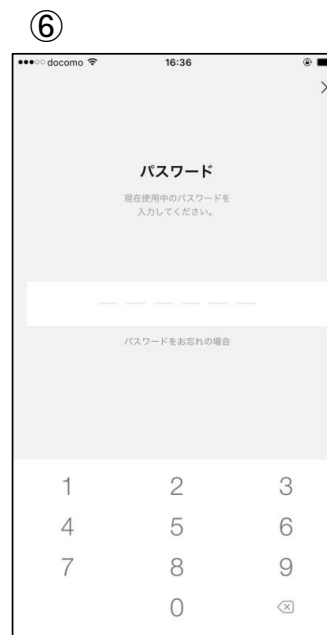 ⑥
docomo 16:36
パスワード
現在使用中のパスワードを
入力してください。
パスワードをお忘れの場合
1 2 3
4 5 6
7 8 9
0